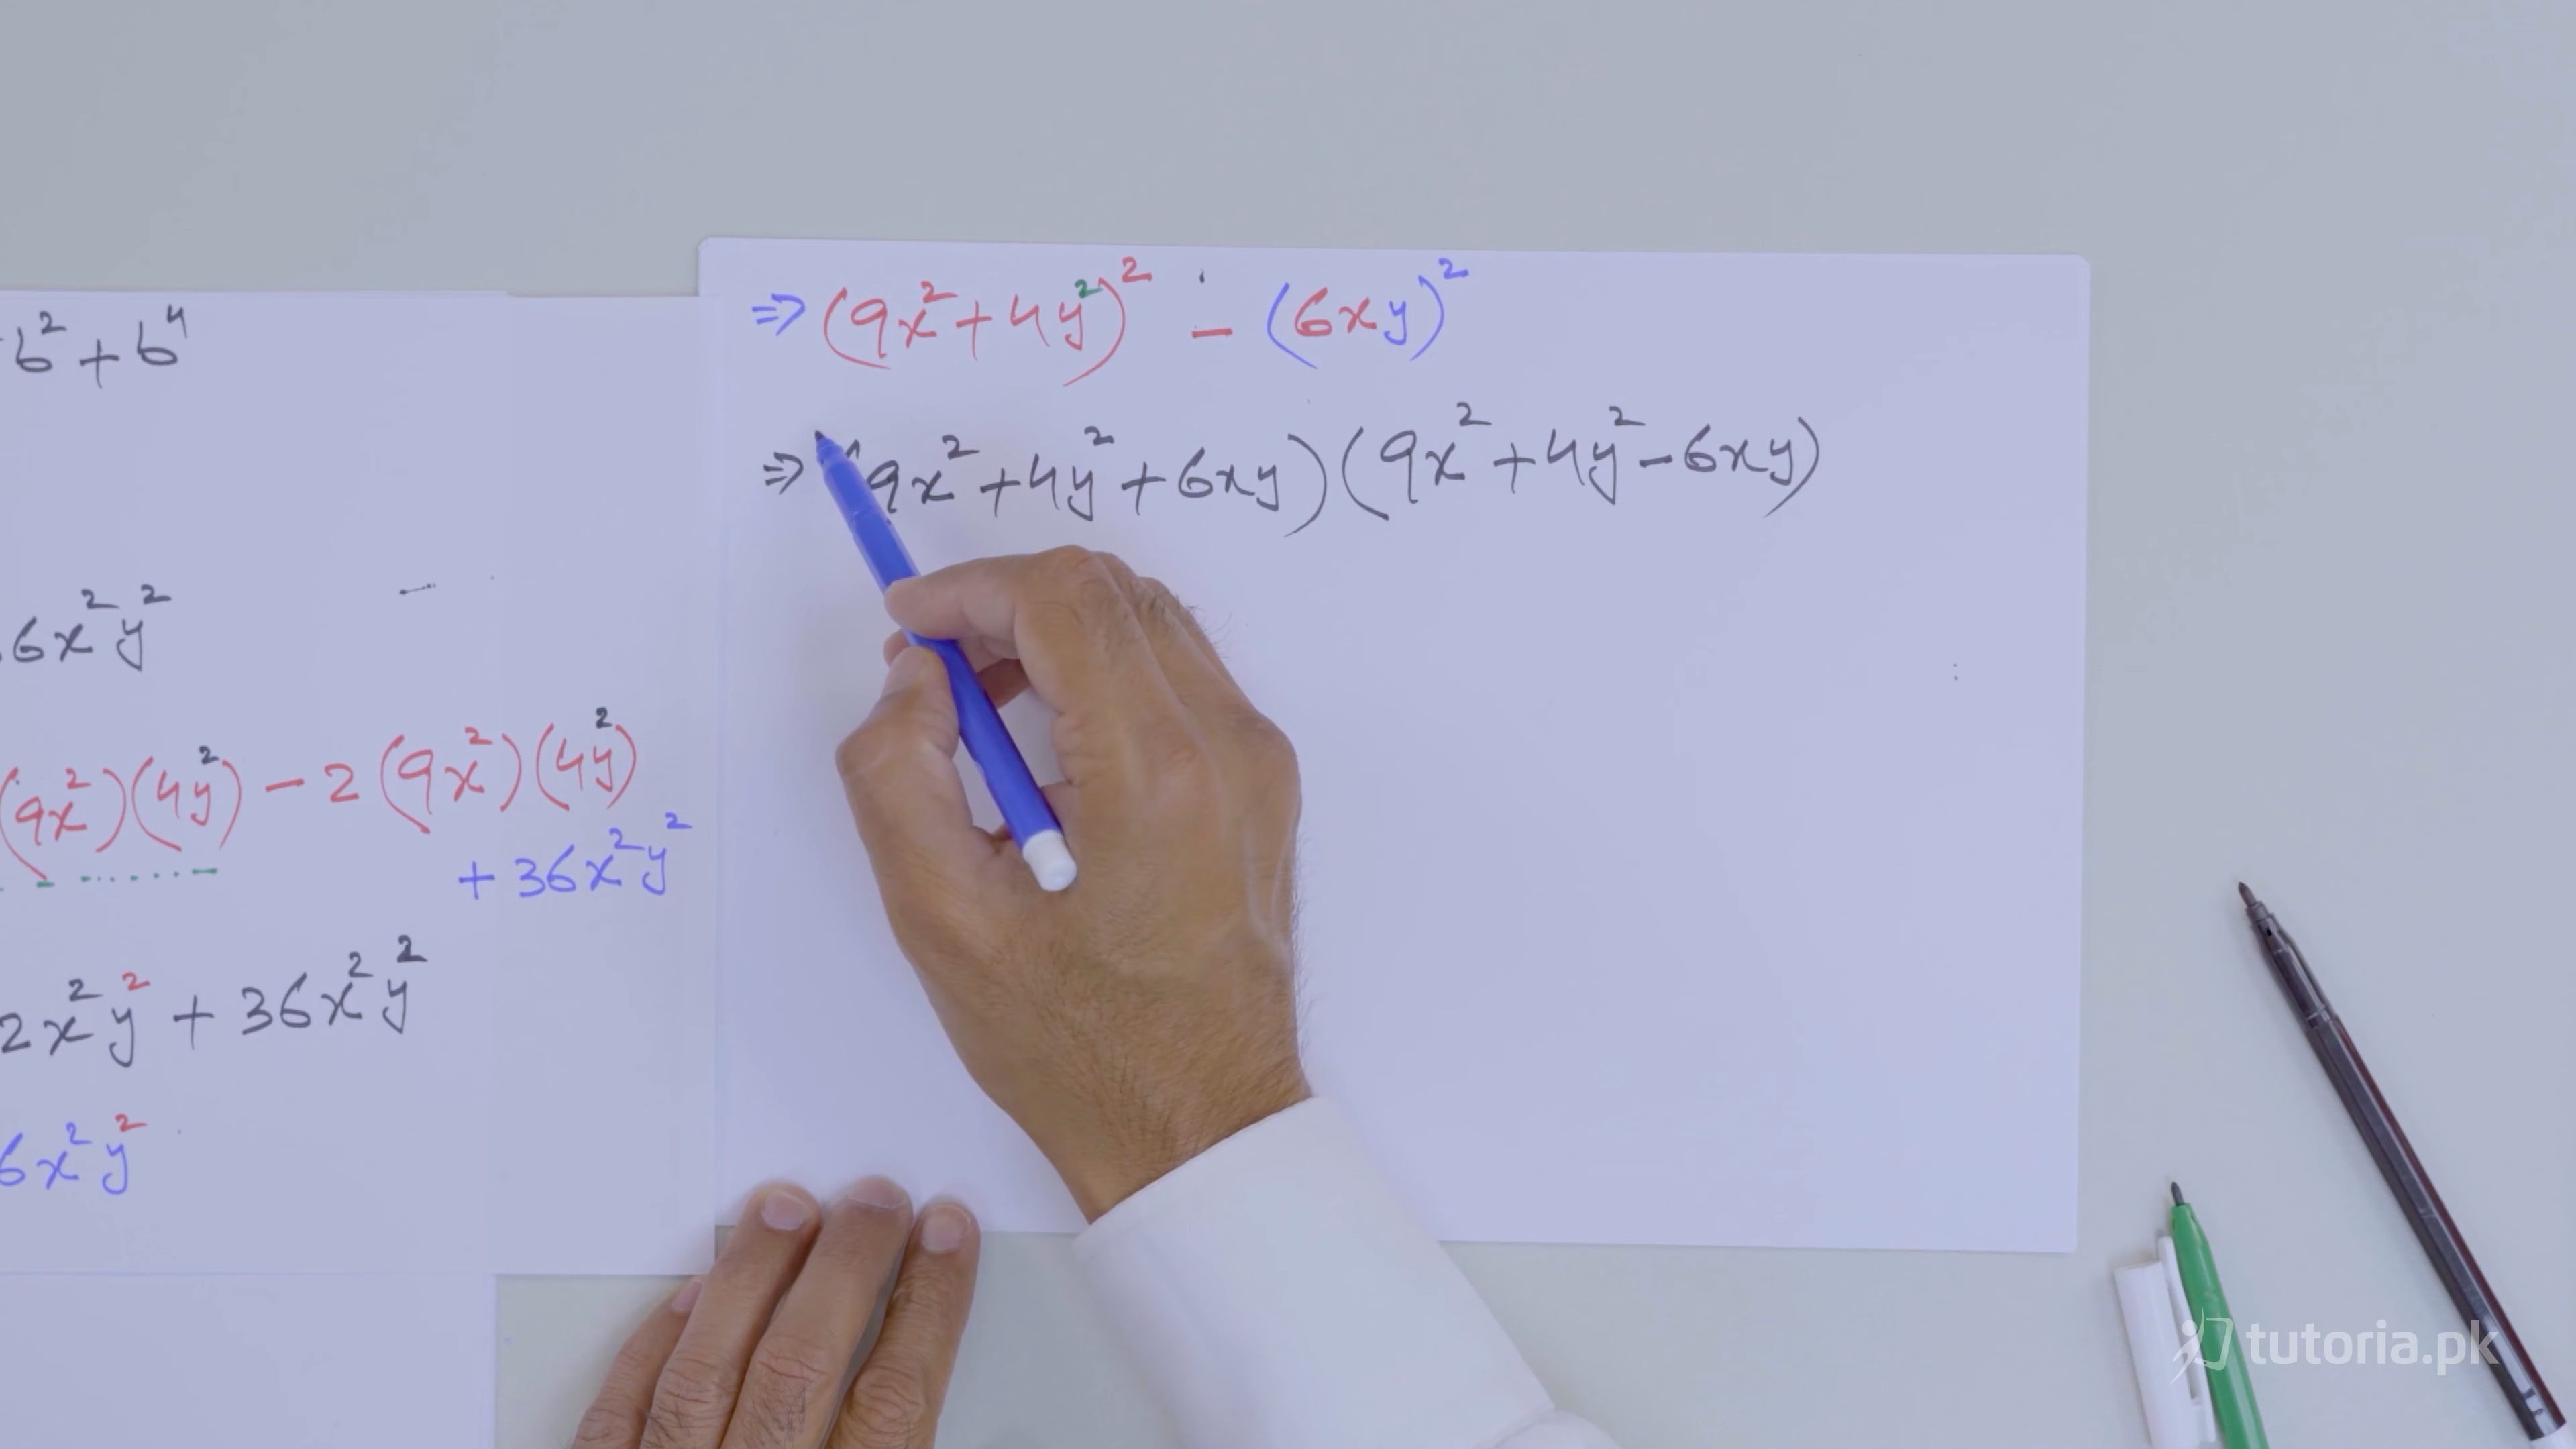 b² + b⁴
6x²y²
(9x²)(4y²) - 2(9x²)(4y²)
+ 36x²y²
2x²y² + 36x²y²
6x²y²
⇒ (9x² + 4y²)² - (6xy)²
⇒ (9x² + 4y² + 6xy)(9x² + 4y² - 6xy)
tutoria.pk